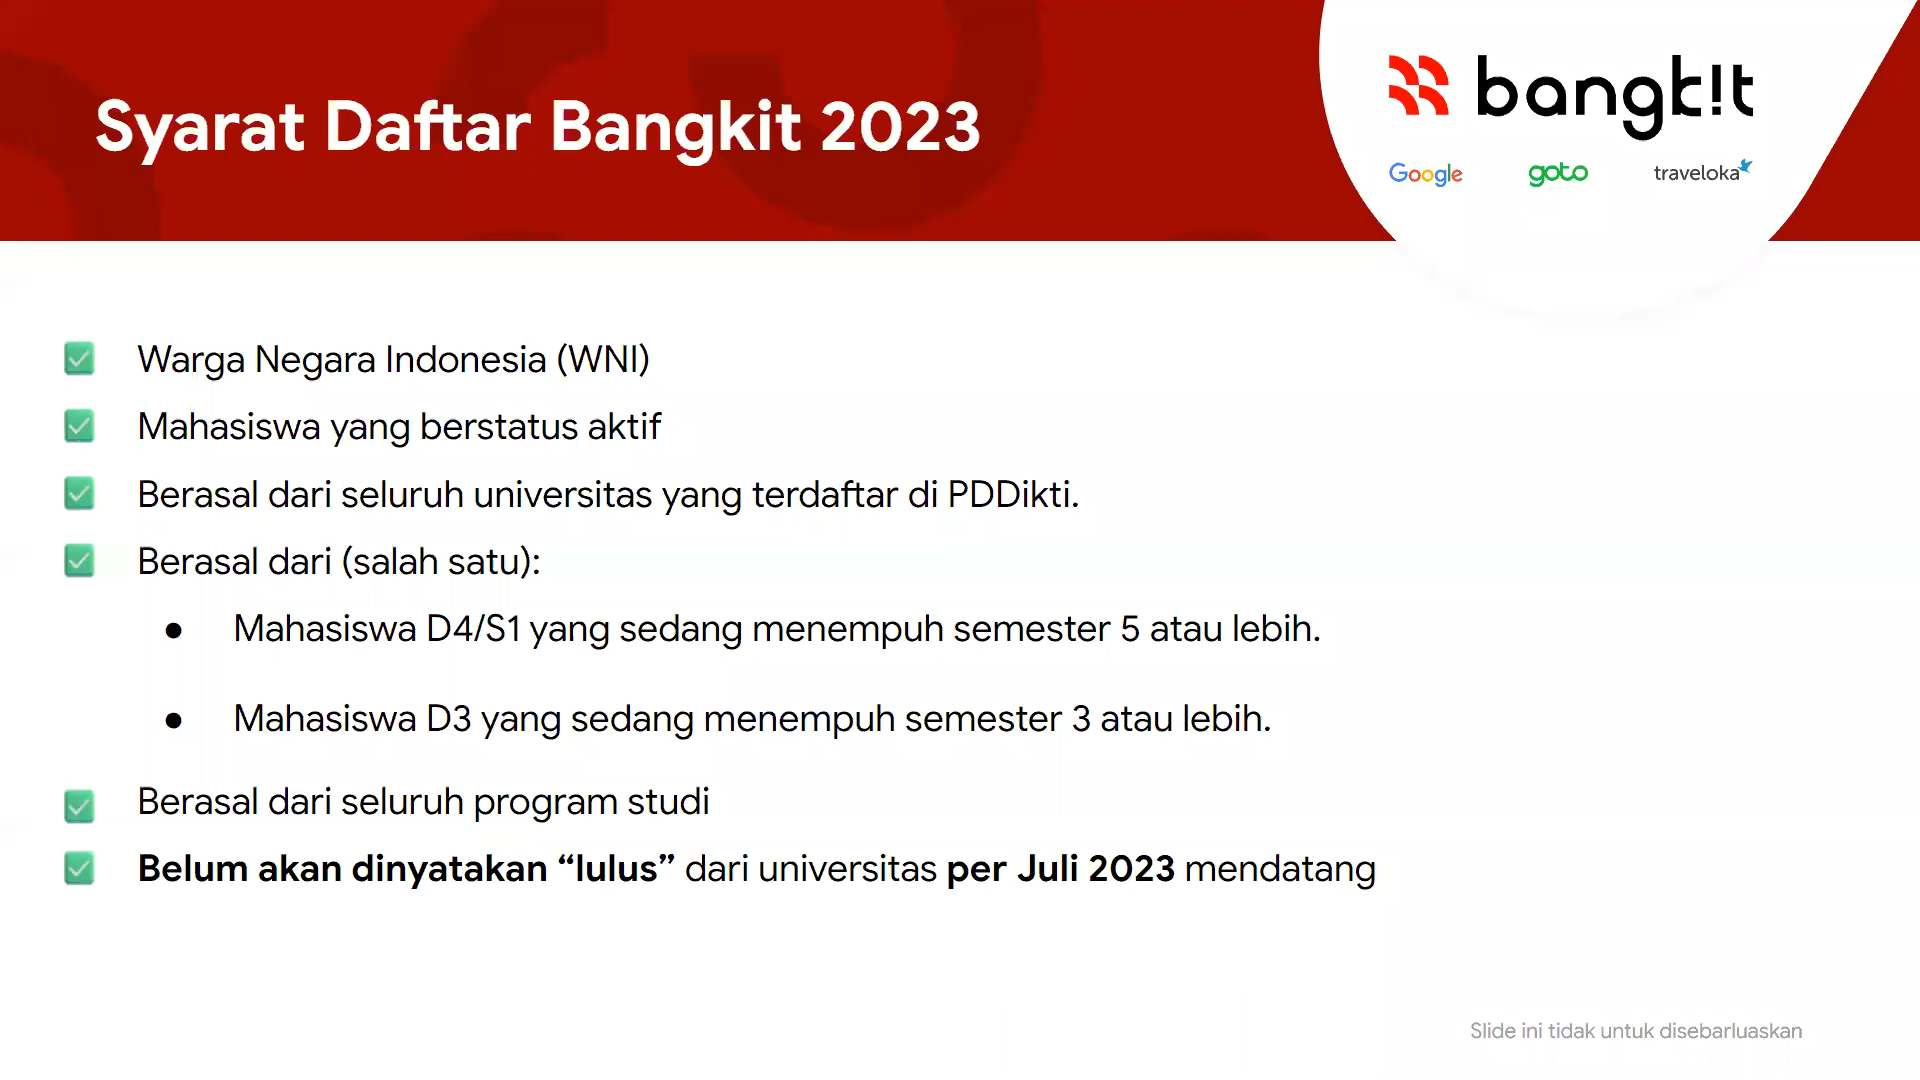 Syarat Daftar Bangkit 2023
bangk!t
Google goto traveloka
Warga Negara Indonesia (WNI)
Mahasiswa yang berstatus aktif
Berasal dari seluruh universitas yang terdaftar di PDDikti.
Berasal dari (salah satu):
● Mahasiswa D4/S1 yang sedang menempuh semester 5 atau lebih.
● Mahasiswa D3 yang sedang menempuh semester 3 atau lebih.
Berasal dari seluruh program studi
Belum akan dinyatakan “lulus” dari universitas per Juli 2023 mendatang
Slide ini tidak untuk disebarluaskan